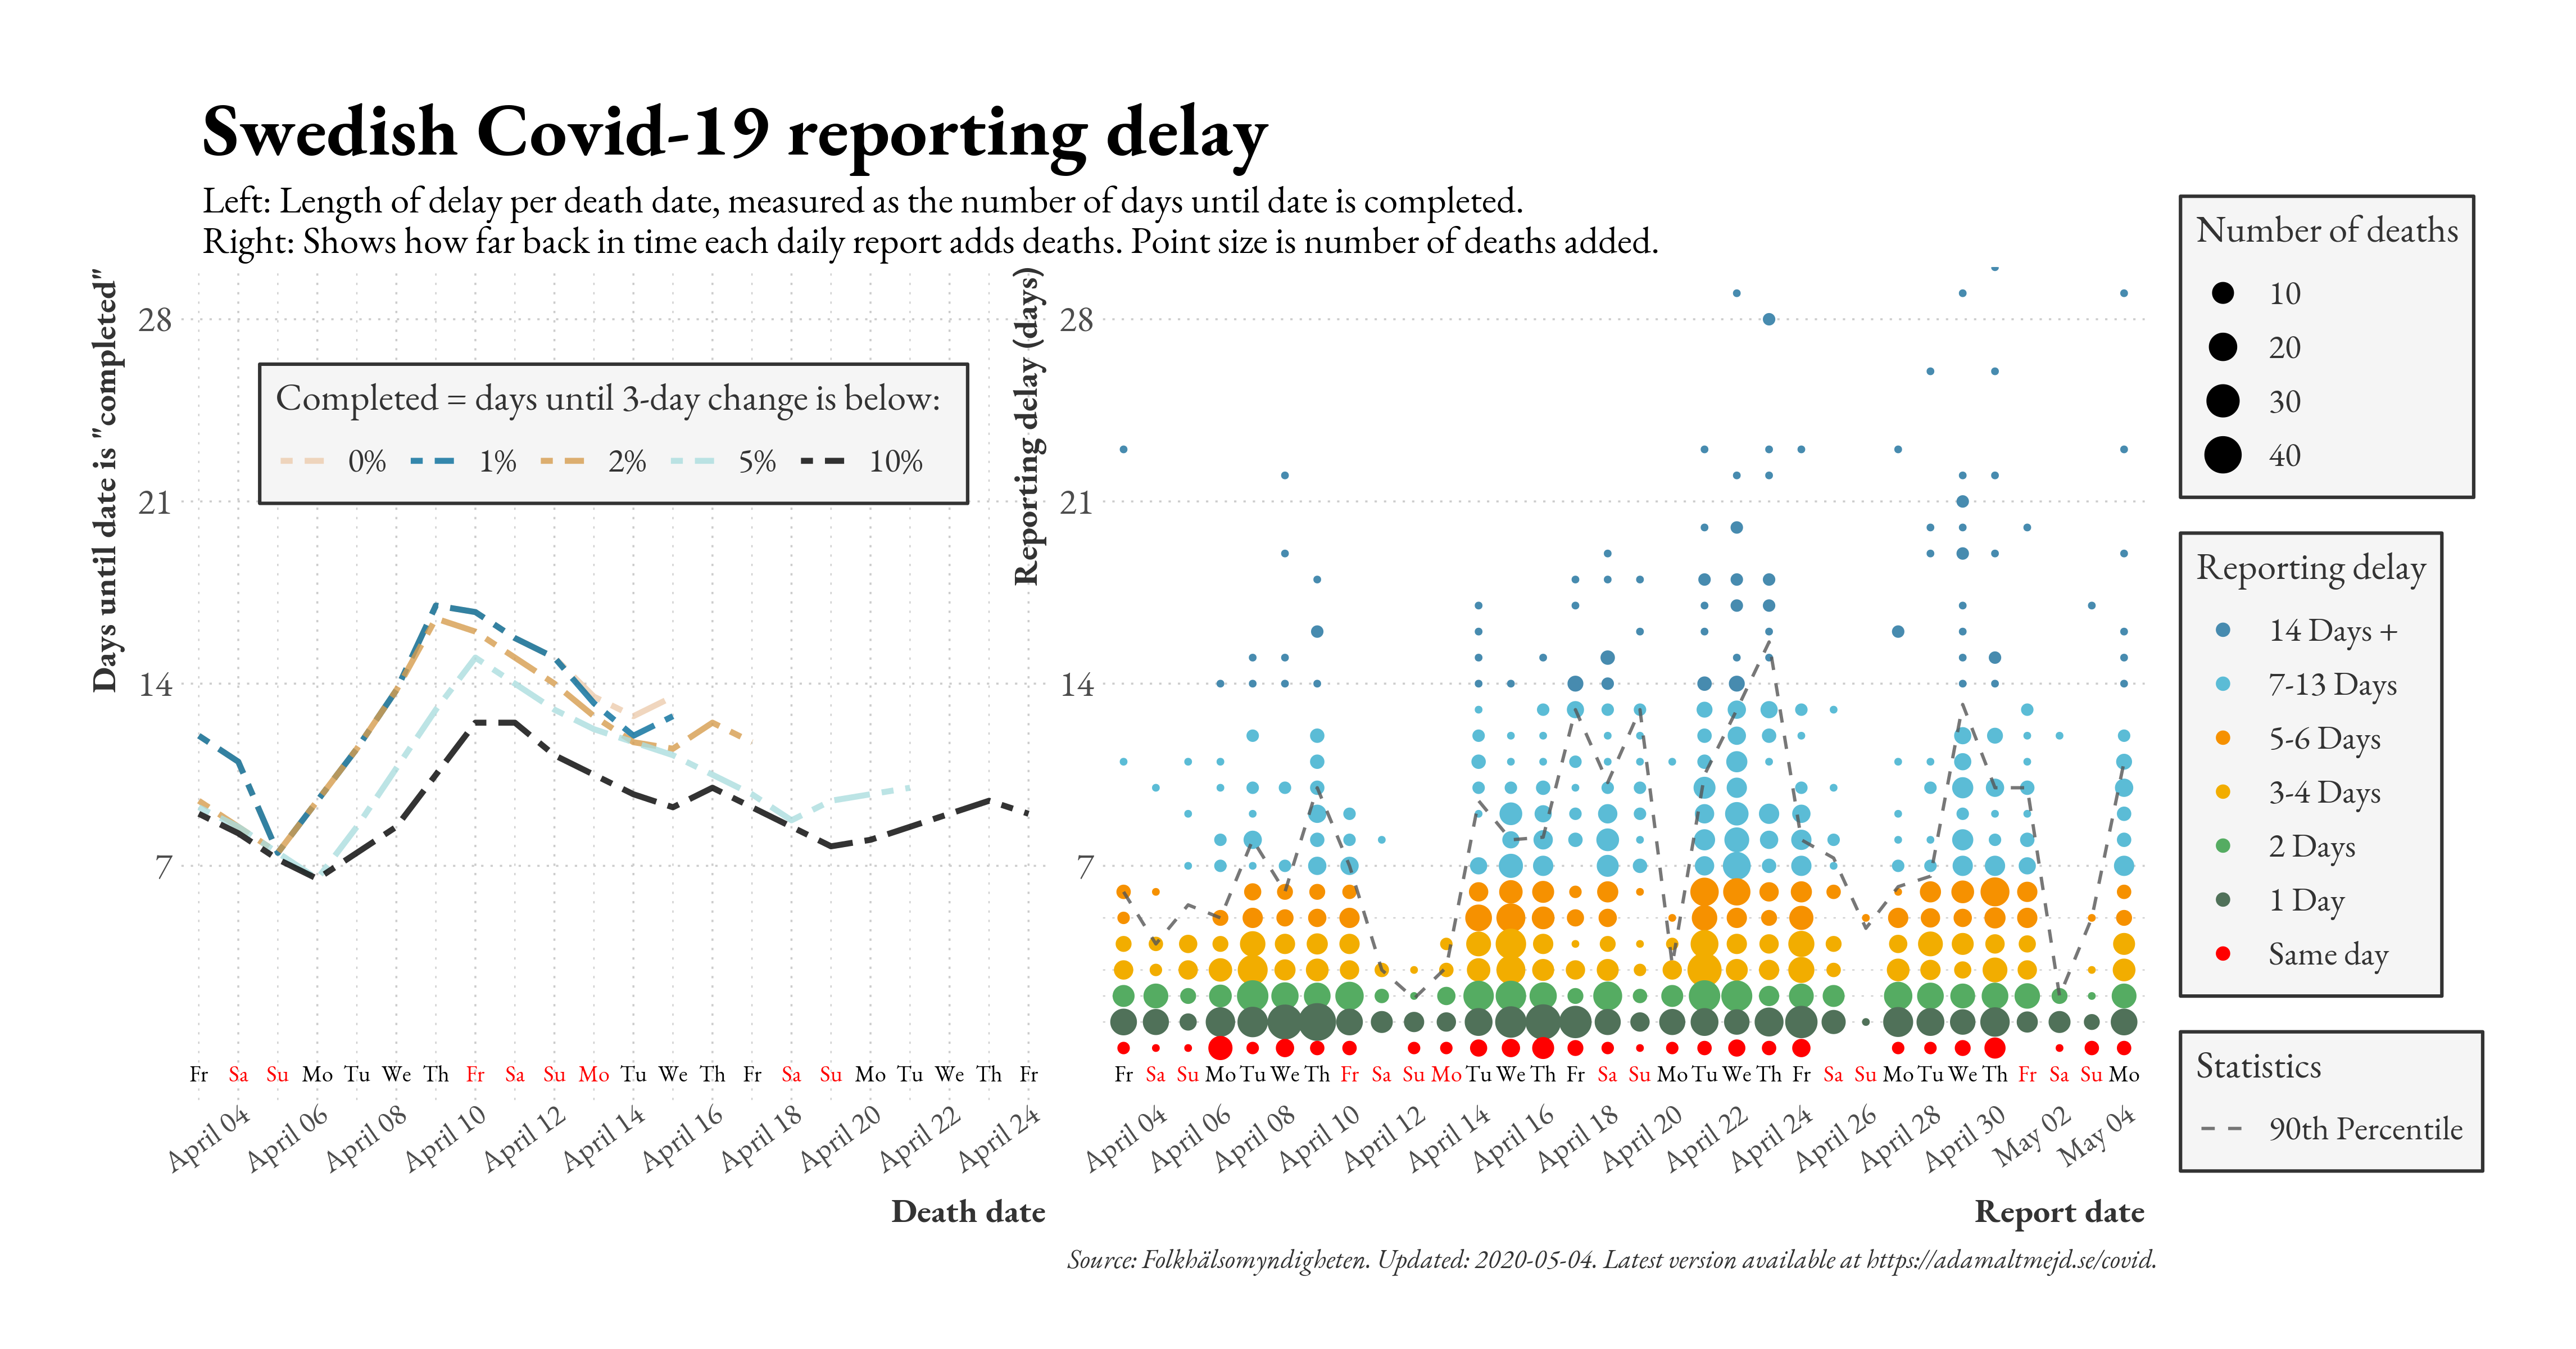 Swedish Covid-19 reporting delay
Left: Length of delay per death date, measured as the number of days until date is completed.
Right: Shows how far back in time each daily report adds deaths. Point size is number of deaths added.
Days until date is "completed"
28
21
14
7
Completed = days until 3-day change is below:
0% 1% 2% 5% 10%
Fr Sa Su Mo Tu We Th Fr Sa Su Mo Tu We Th Fr Sa Su Mo Tu We Th Fr
April 04 April 06 April 08 April 10 April 12 April 14 April 16 April 18 April 20 April 22 April 24
Death date
Reporting delay (days)
28
21
14
7
Fr Sa Su Mo Tu We Th Fr Sa Su Mo Tu We Th Fr Sa Su Mo Tu We Th Fr Sa Su Mo Tu We Th Fr Sa Su Mo
April 04 April 06 April 08 April 10 April 12 April 14 April 16 April 18 April 20 April 22 April 24 April 26 April 28 April 30 May 02 May 04
Report date
Number of deaths
10
20
30
40
Reporting delay
14 Days +
7-13 Days
5-6 Days
3-4 Days
2 Days
1 Day
Same day
Statistics
90th Percentile
Source: Folkhälsomyndigheten. Updated: 2020-05-04. Latest version available at https://adamaltmejd.se/covid.